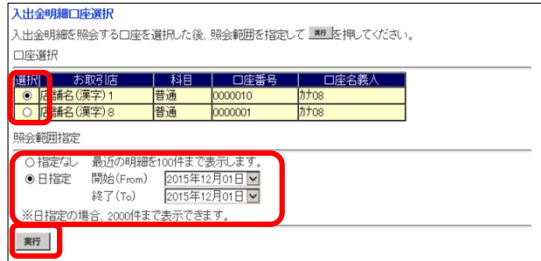 入出金明細口座選択
入出金明細を照会する口座を選択した後、照会範囲を指定して 実行 を押してください。
口座選択
選択 お取引店 科目 口座番号 口座名義人
店舗名(漢字)1 普通 0000010 ｶﾅ08
店舗名(漢字)8 普通 0000001 ｶﾅ08
照会範囲指定
指定なし 最近の明細を100件まで表示します。
日指定 開始(From) 2015年12月01日
終了(To) 2015年12月01日
※日指定の場合、2000件まで表示できます。
実行